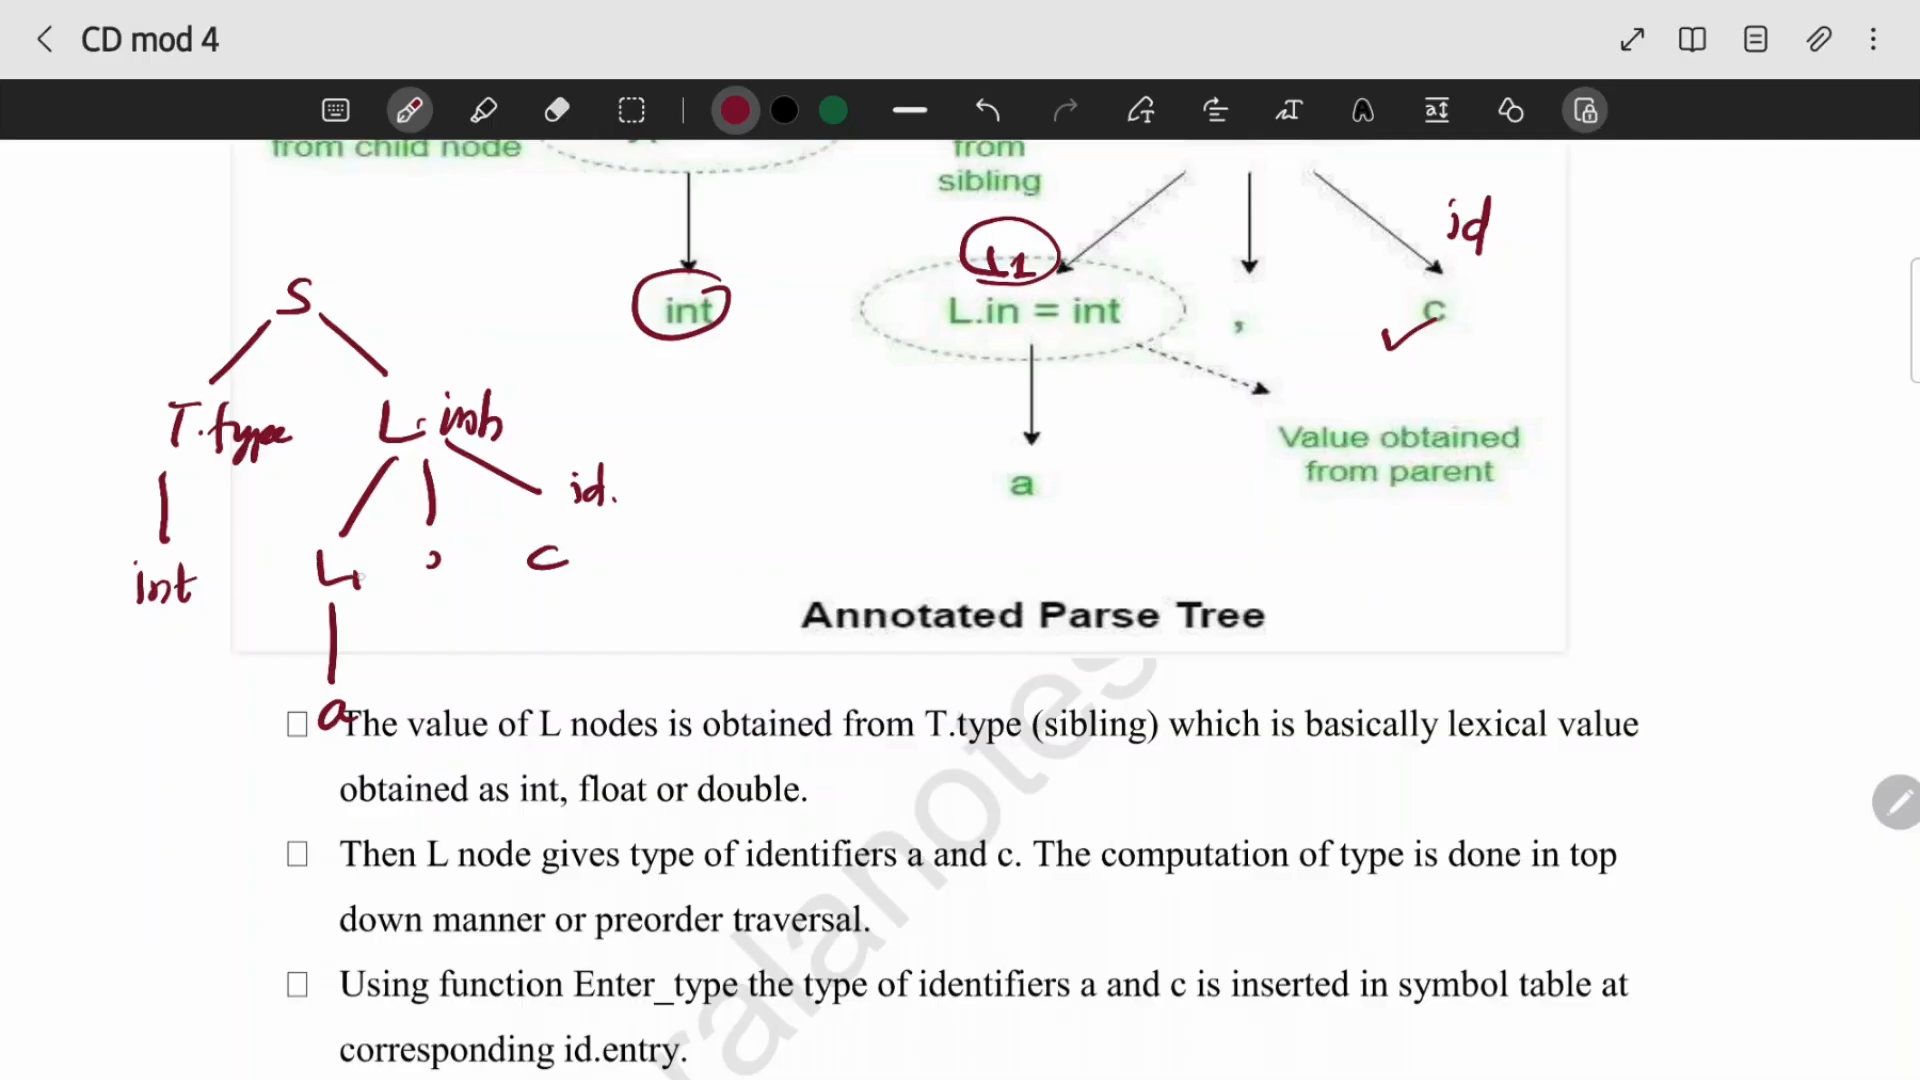 CD mod 4
from child node
from
sibling
id
L1
int
L.in = int
,
c
S
T.type L.inh
Value obtained
from parent
id.
a
int
L1
,
c
Annotated Parse Tree
a
The value of L nodes is obtained from T.type (sibling) which is basically lexical value
obtained as int, float or double.
Then L node gives type of identifiers a and c. The computation of type is done in top
down manner or preorder traversal.
Using function Enter_type the type of identifiers a and c is inserted in symbol table at
corresponding id.entry.